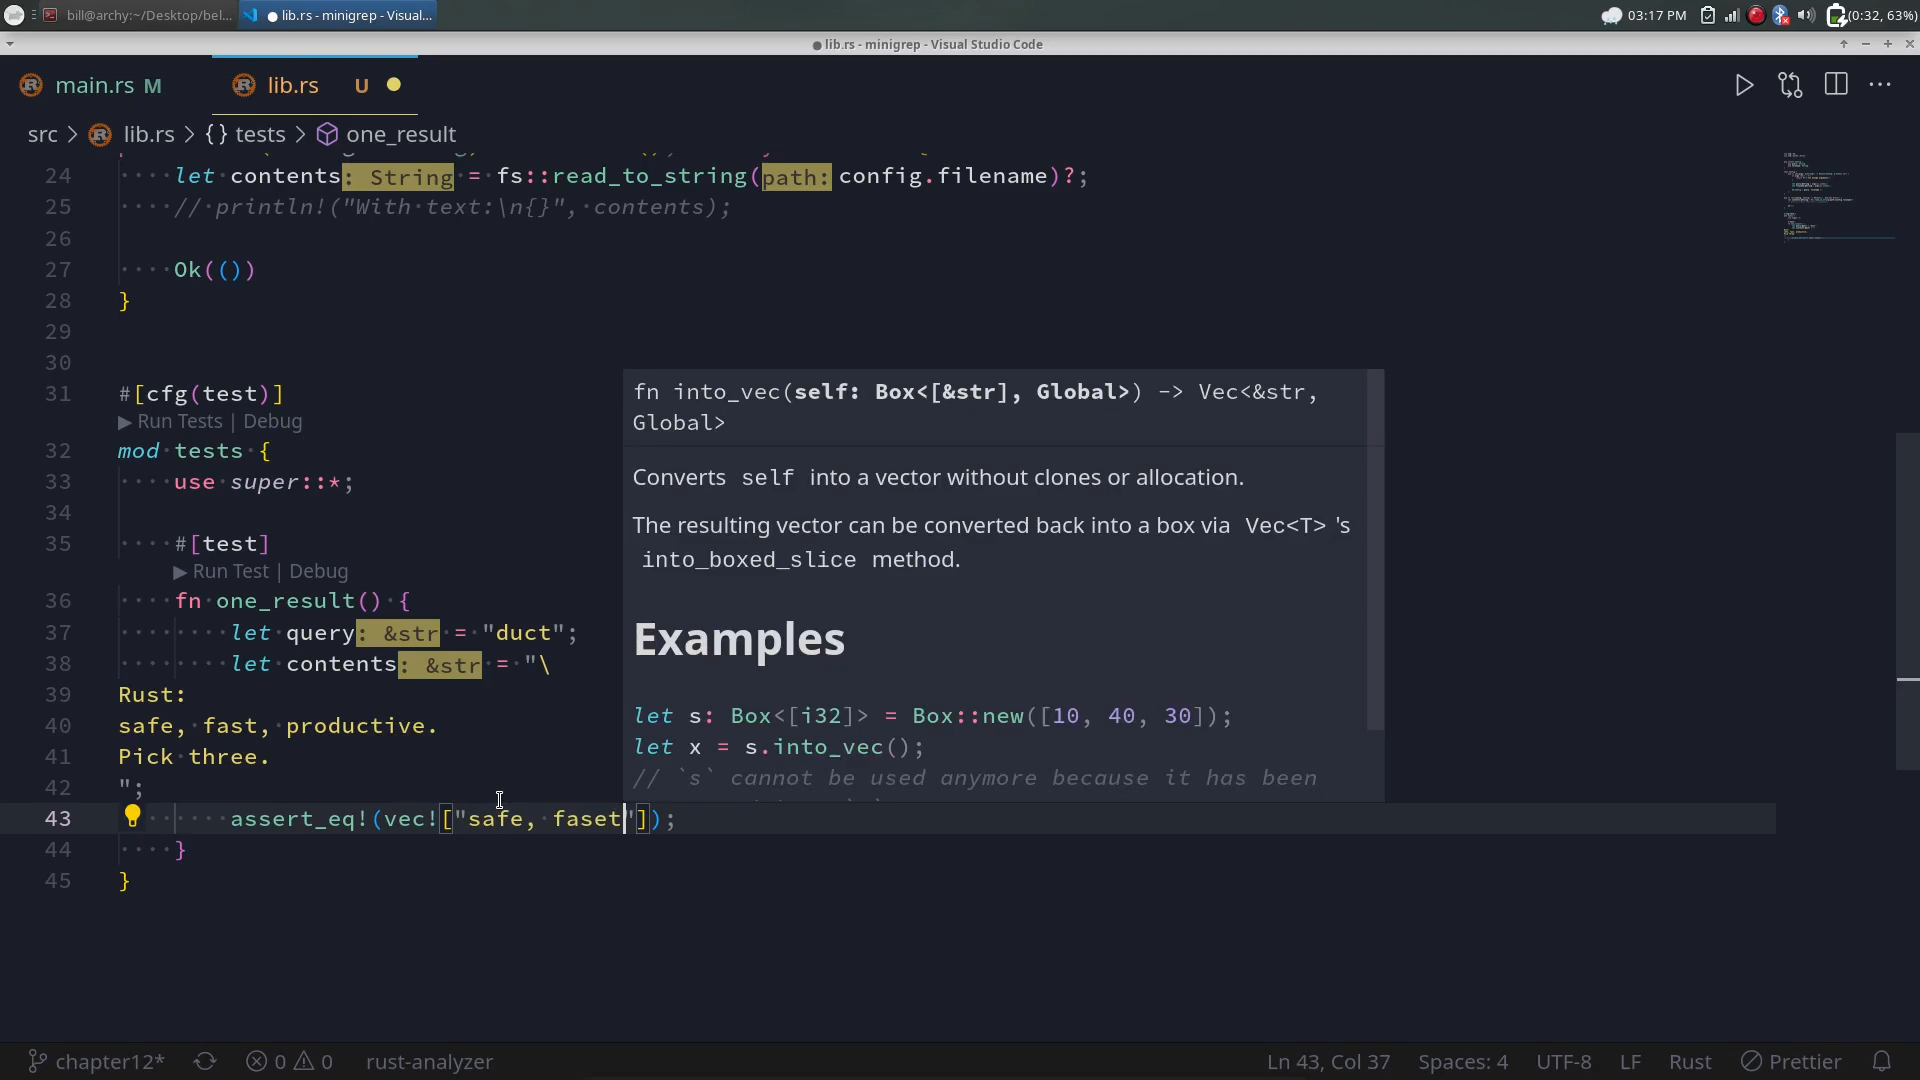 bill@archy:~/Desktop/bel...
● lib.rs - minigrep - Visual...
03:17 PM
(0:32, 63%)
● lib.rs - minigrep - Visual Studio Code
main.rs M
lib.rs U
src > lib.rs > {} tests > one_result
24 ····let contents: String = fs::read_to_string(path: config.filename)?;
25 ····//·println!("With·text:\n{}",·contents);
26
27 ····Ok(())
28 }
29
30
31 #[cfg(test)]
▶ Run Tests | Debug
32 mod·tests·{
33 ····use·super::*;
34
35 ····#[test]
▶ Run Test | Debug
36 ····fn·one_result()·{
37 ········let·query: &str·=·"duct";
38 ········let·contents: &str·=·"\
39 Rust:
40 safe,·fast,·productive.
41 Pick·three.
42 ";
43 ········assert_eq!(vec!["safe,·faset"]);
44 ····}
45 }
fn into_vec(self: Box<[&str], Global>) -> Vec<&str,
Global>
Converts self into a vector without clones or allocation.
The resulting vector can be converted back into a box via Vec<T> 's
into_boxed_slice method.
Examples
let s: Box<[i32]> = Box::new([10, 40, 30]);
let x = s.into_vec();
// `s` cannot be used anymore because it has been
chapter12*
0 0
rust-analyzer
Ln 43, Col 37
Spaces: 4
UTF-8
LF
Rust
Prettier